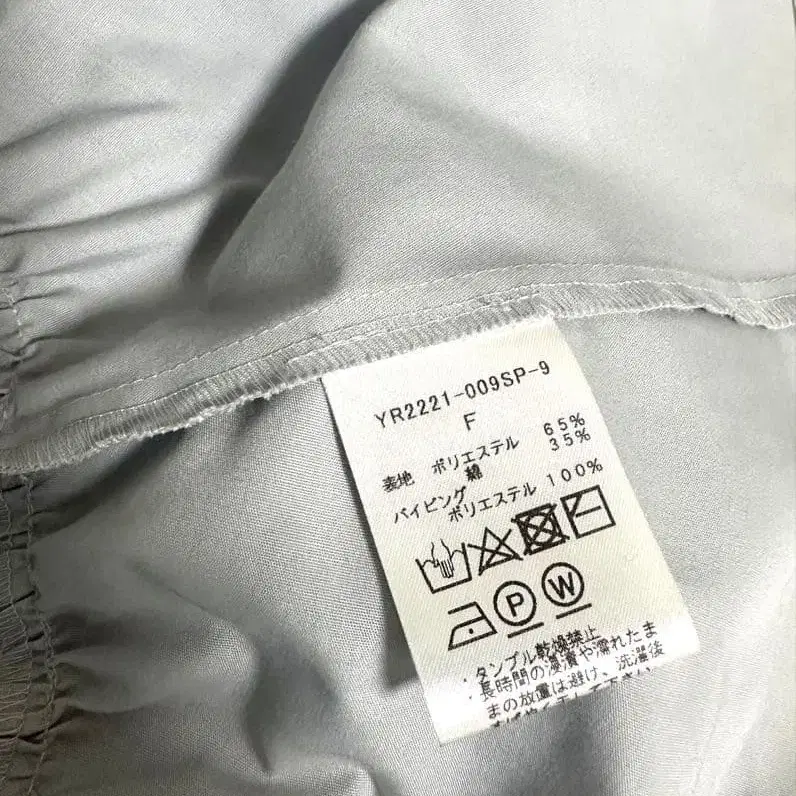 YR2221-009SP-9
F
表地 ポリエステル 65%
綿 35%
パイピング
ポリエステル 100%
P W
・タンブル乾燥禁止
・長時間の浸漬や濡れたま
まの放置は避け、洗濯後